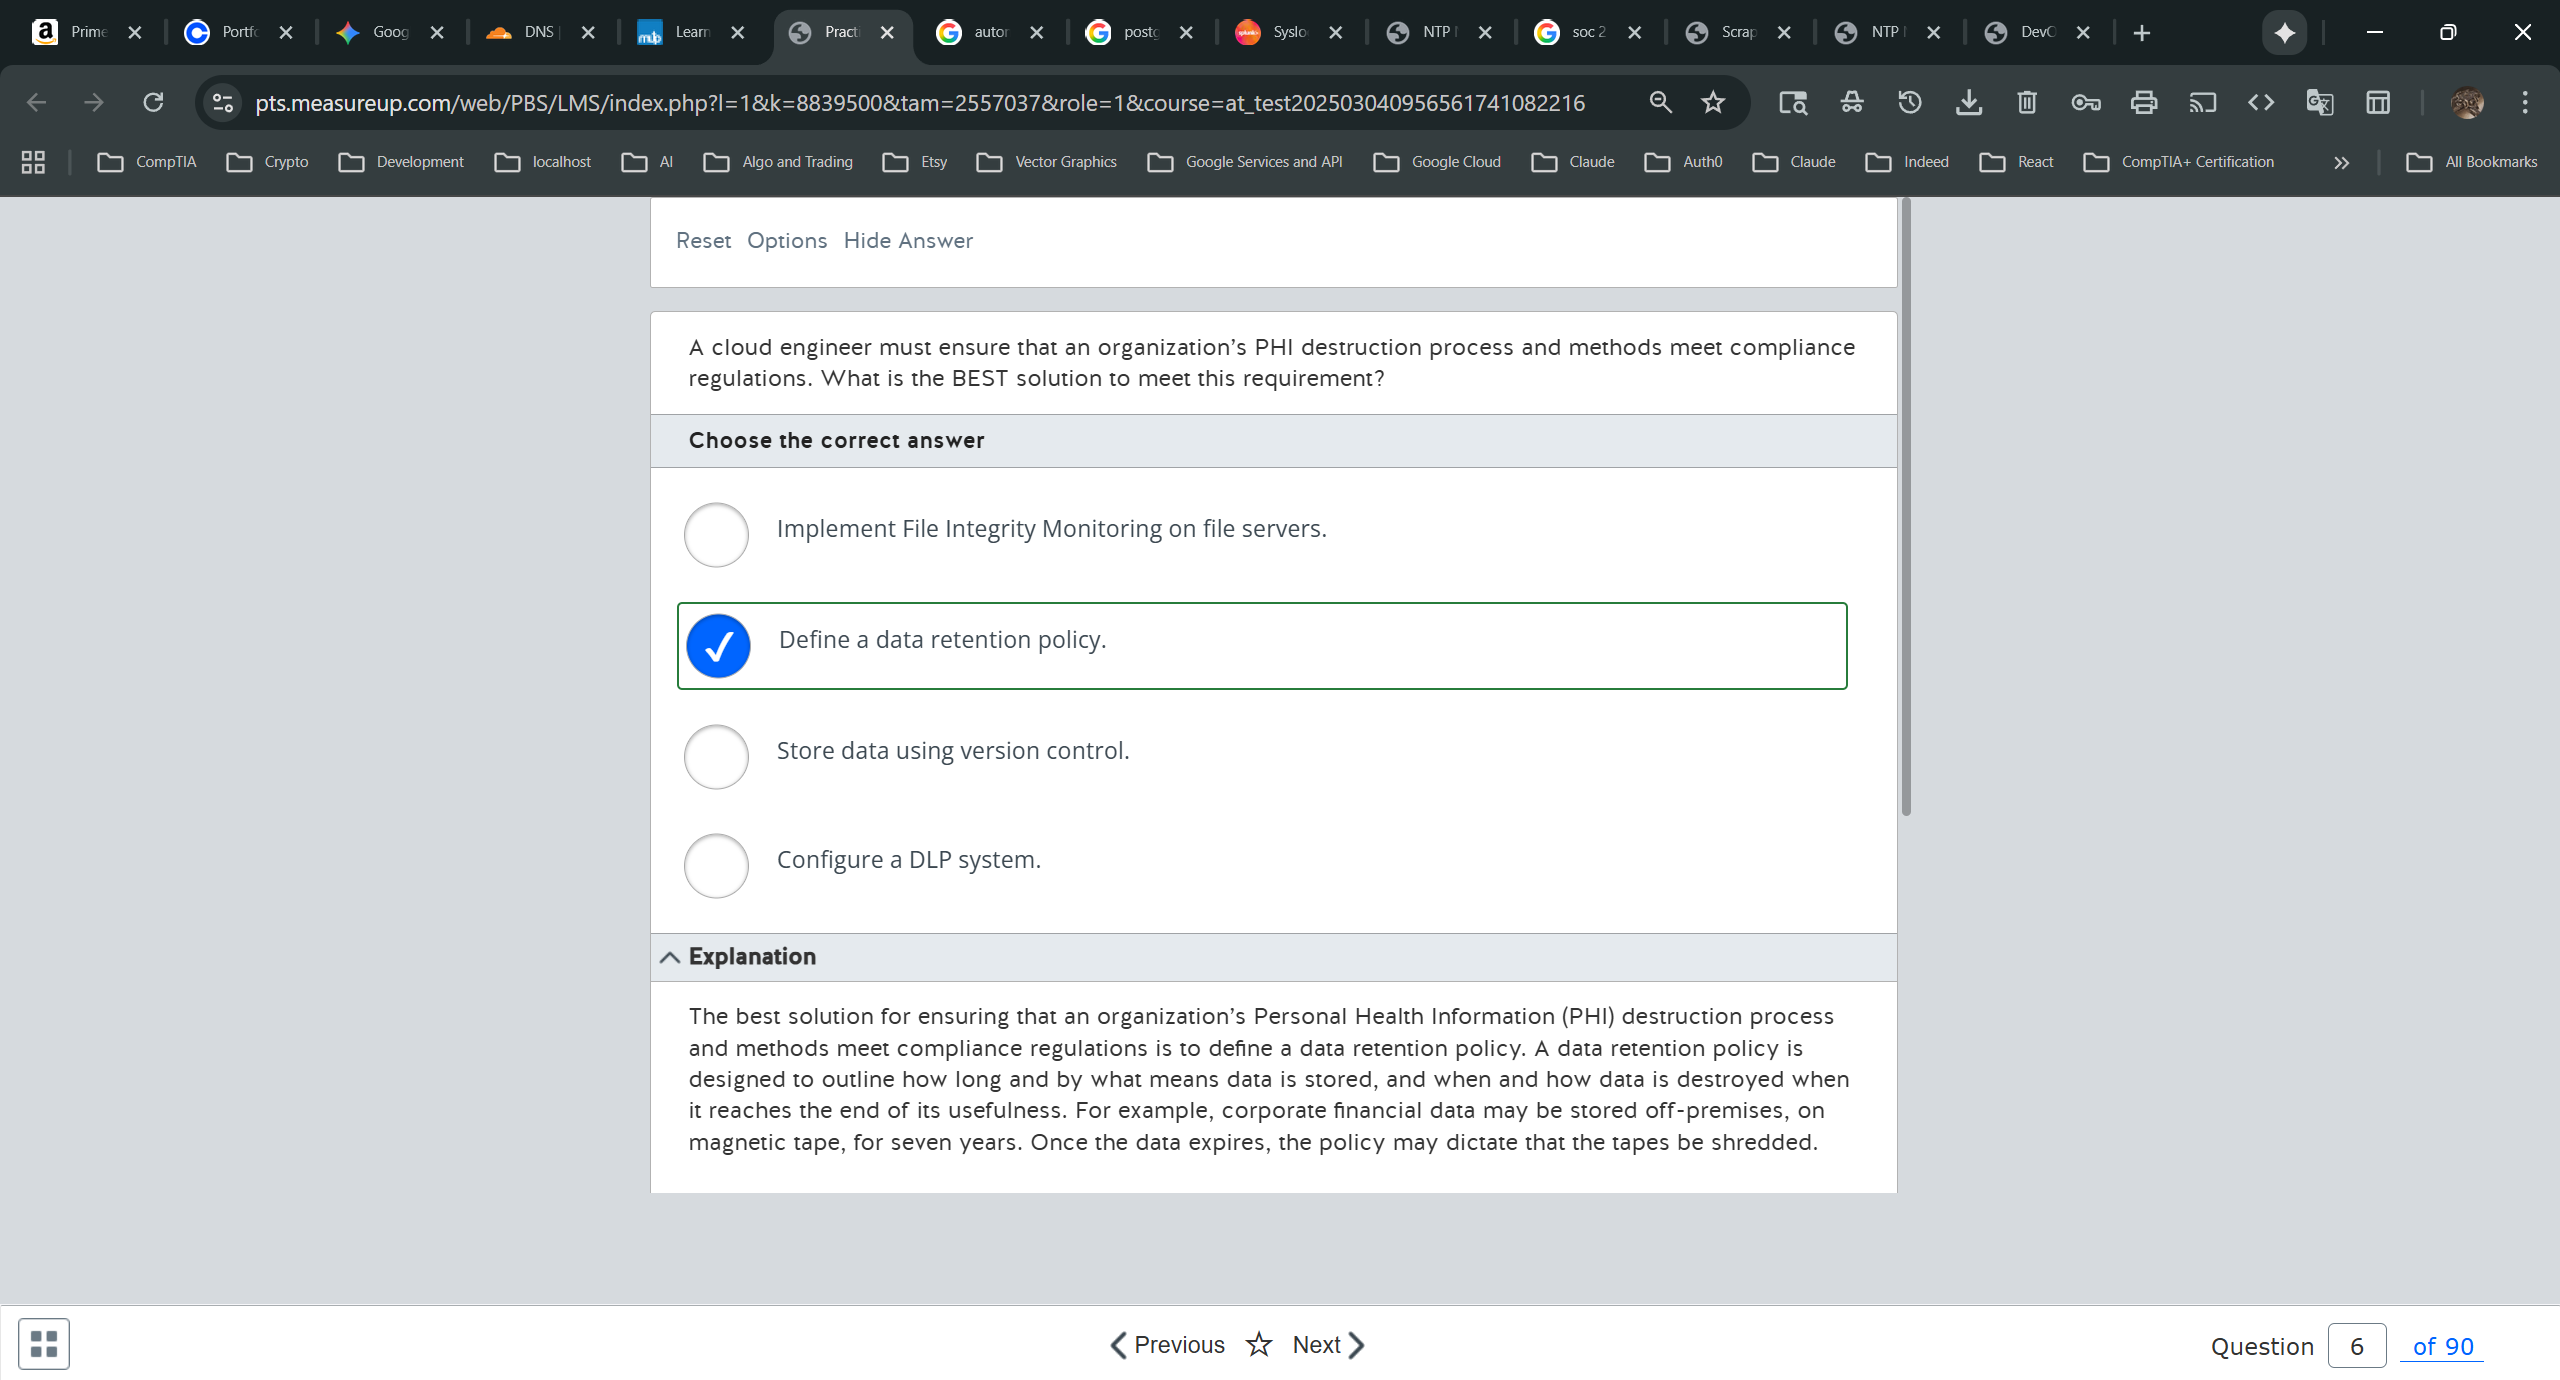 Prime
Portfo
Goog
DNS |
Learn
Practi
autor
postg
Syslo
NTP
soc 2
Scrap
NTP
DevO
pts.measureup.com/web/PBS/LMS/index.php?l=1&k=8839500&tam=2557037&role=1&course=at_test202503040956561741082216
CompTIA Crypto Development localhost AI Algo and Trading Etsy Vector Graphics Google Services and API Google Cloud Claude Auth0 Claude Indeed React CompTIA+ Certification » All Bookmarks
Reset Options Hide Answer
A cloud engineer must ensure that an organization’s PHI destruction process and methods meet compliance
regulations. What is the BEST solution to meet this requirement?
Choose the correct answer
Implement File Integrity Monitoring on file servers.
Define a data retention policy.
Store data using version control.
Configure a DLP system.
Explanation
The best solution for ensuring that an organization’s Personal Health Information (PHI) destruction process
and methods meet compliance regulations is to define a data retention policy. A data retention policy is
designed to outline how long and by what means data is stored, and when and how data is destroyed when
it reaches the end of its usefulness. For example, corporate financial data may be stored off-premises, on
magnetic tape, for seven years. Once the data expires, the policy may dictate that the tapes be shredded.
Previous Next
Question 6 of 90